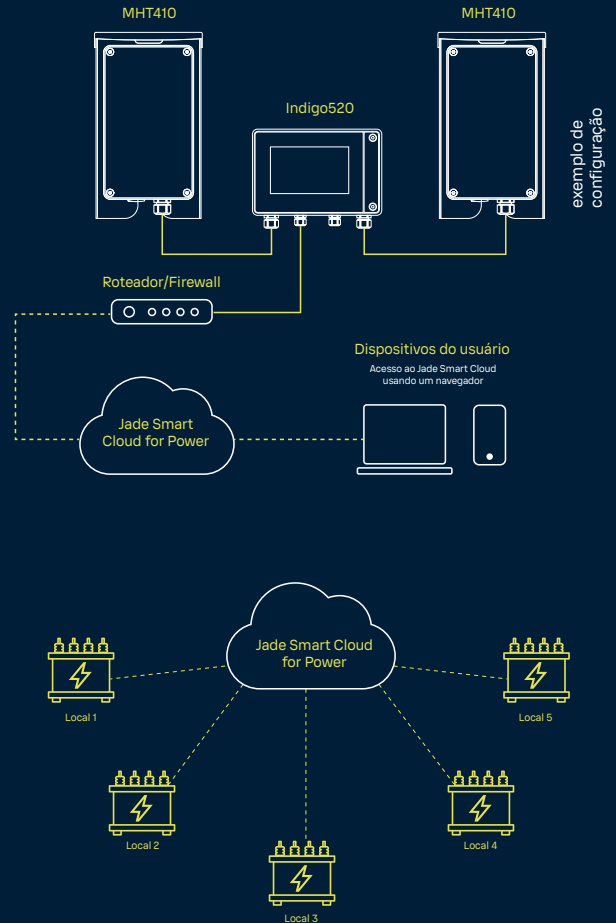 MHT410
MHT410
Indigo520
exemplo de
configuração
Roteador/Firewall
Dispositivos do usuário
Acesso ao Jade Smart Cloud
usando um navegador
Jade Smart
Cloud for Power
Jade Smart Cloud
for Power
Local 1
Local 5
Local 2
Local 4
Local 3